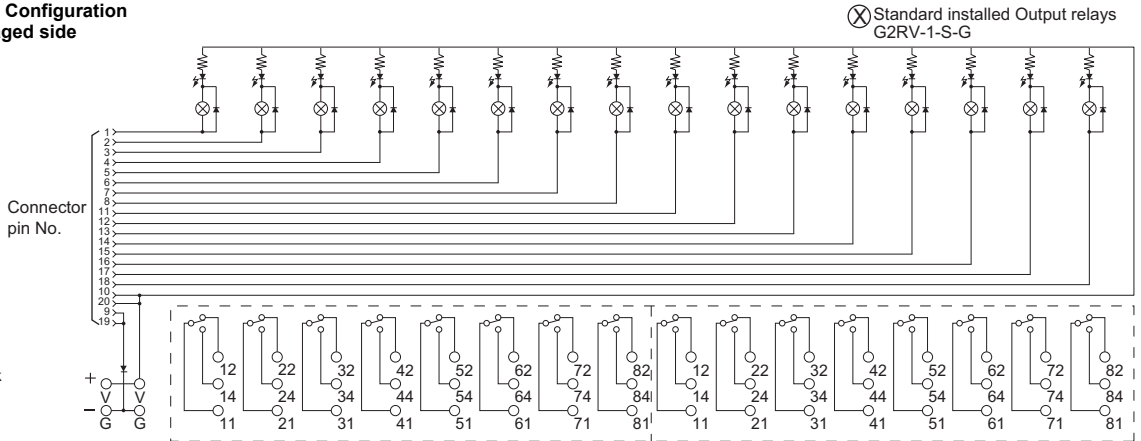 Configuration
ged side
Standard installed Output relays
G2RV-1-S-G
1
2
3
4
5
6
7
8
11
12
13
14
15
16
17
18
10
20
9
19
Connector
pin No.
12 22 32 42 52 62 72 82 12 22 32 42 52 62 72 82
+
V V 14 24 34 44 54 64 74 84 14 24 34 44 54 64 74 84
−
G G 11 21 31 41 51 61 71 81 11 21 31 41 51 61 71 81